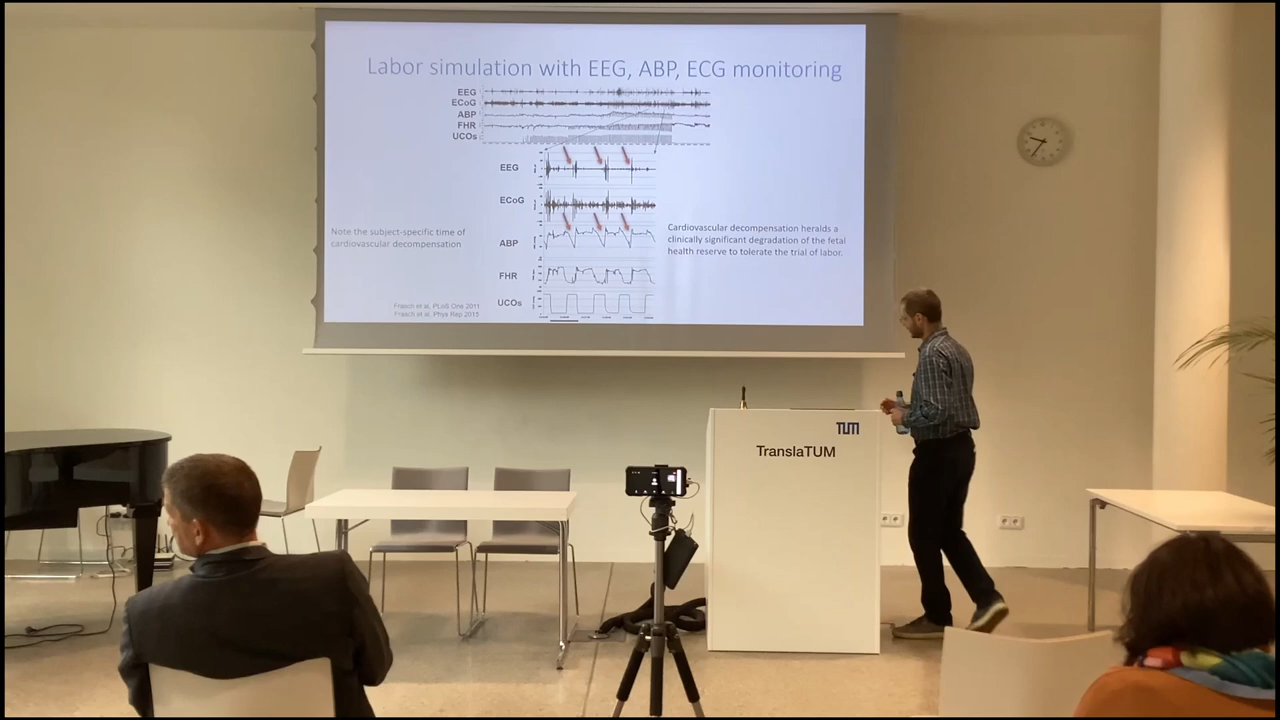 Labor simulation with EEG, ABP, ECG monitoring
EEG
ECoG
ABP
FHR
UCOs
EEG
ECoG
ABP
FHR
UCOs
Note the subject-specific time of
cardiovascular decompensation
Cardiovascular decompensation heralds a
clinically significant degradation of the fetal
health reserve to tolerate the trial of labor.
Frasch et al. PLoS One 2011
Frasch et al. Phys Rep 2015
TUM
TranslaTUM